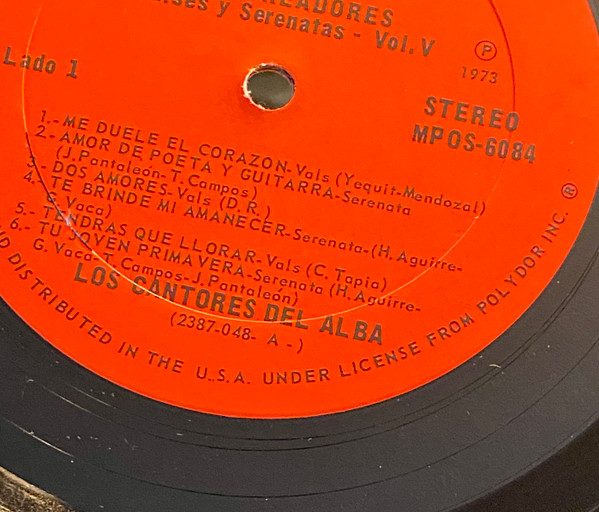 READORES
lses y Serenatas - Vol. V
Lado 1
Ⓟ
1973
STEREO
MPOS-6084
1.- ME DUELE EL CORAZON-Vals (Yequit-Mendoza)
2.- AMOR DE POETA Y GUITARRA-Serenata
(J. Pantaleón-T. Campos)
3.- DOS AMORES-Vals (D. R.)
4.- TE BRINDE MI AMANECER-Serenata-(H. Aguirre-
G. Vaca)
5.- TENDRAS QUE LLORAR-Vals (C. Tapia)
6.- TU JOVEN PRIMAVERA-Serenata (H. Aguirre-
G. Vaca-T. Campos-J. Pantaleón)
LOS CANTORES DEL ALBA
(2387-048- A -)
ND DISTRIBUTED IN THE U.S.A. UNDER LICENSE FROM POLYDOR INC. ®